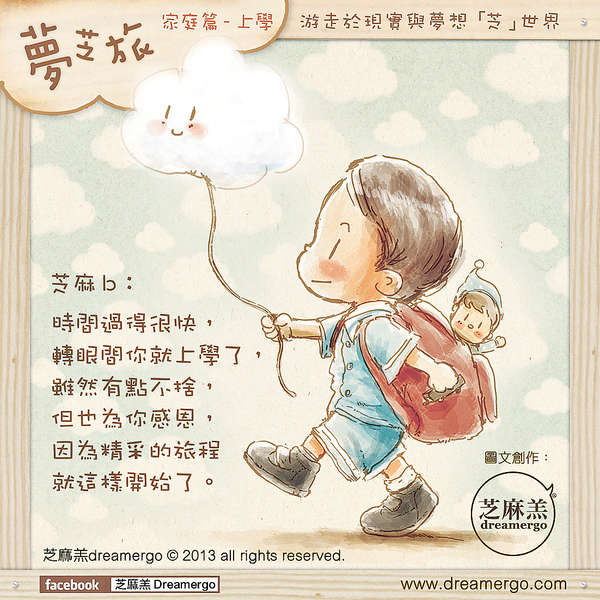 夢芝旅
家庭篇-上學
游走於現實與夢想「芝」世界
芝麻b：
時間過得很快，
轉眼間你就上學了，
雖然有點不捨，
但也為你感恩，
因為精采的旅程
就這樣開始了。
圖文創作：
芝麻羔®
dreamergo
芝麻羔dreamergo © 2013 all rights reserved.
facebook 芝麻羔 Dreamergo
www.dreamergo.com